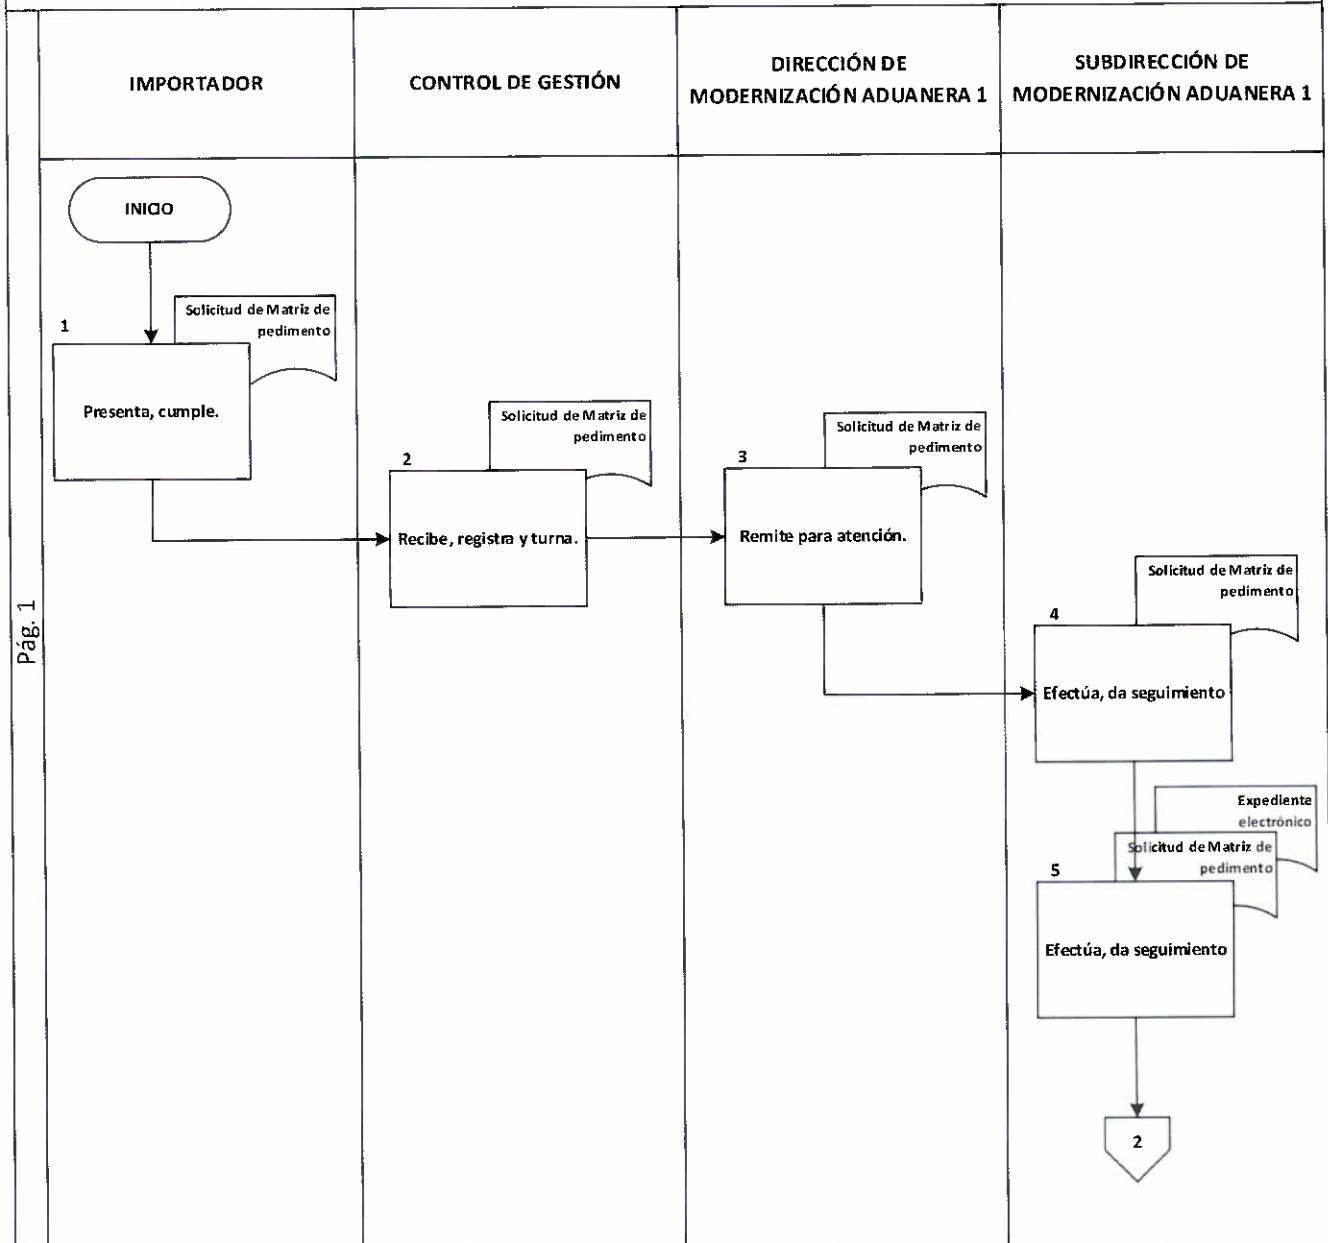 IMPORTADOR
CONTROL DE GESTIÓN
DIRECCIÓN DE
MODERNIZACIÓN ADUANERA 1
SUBDIRECCIÓN DE
MODERNIZACIÓN ADUANERA 1
Pág. 1
INICIO
Solicitud de Matriz de
pedimento
1
Presenta, cumple.
Solicitud de Matriz de
pedimento
2
Recibe, registra y turna.
Solicitud de Matriz de
pedimento
3
Remite para atención.
Solicitud de Matriz de
pedimento
4
Efectúa, da seguimiento
Expediente
electrónico
Solicitud de Matriz de
pedimento
5
Efectúa, da seguimiento
2